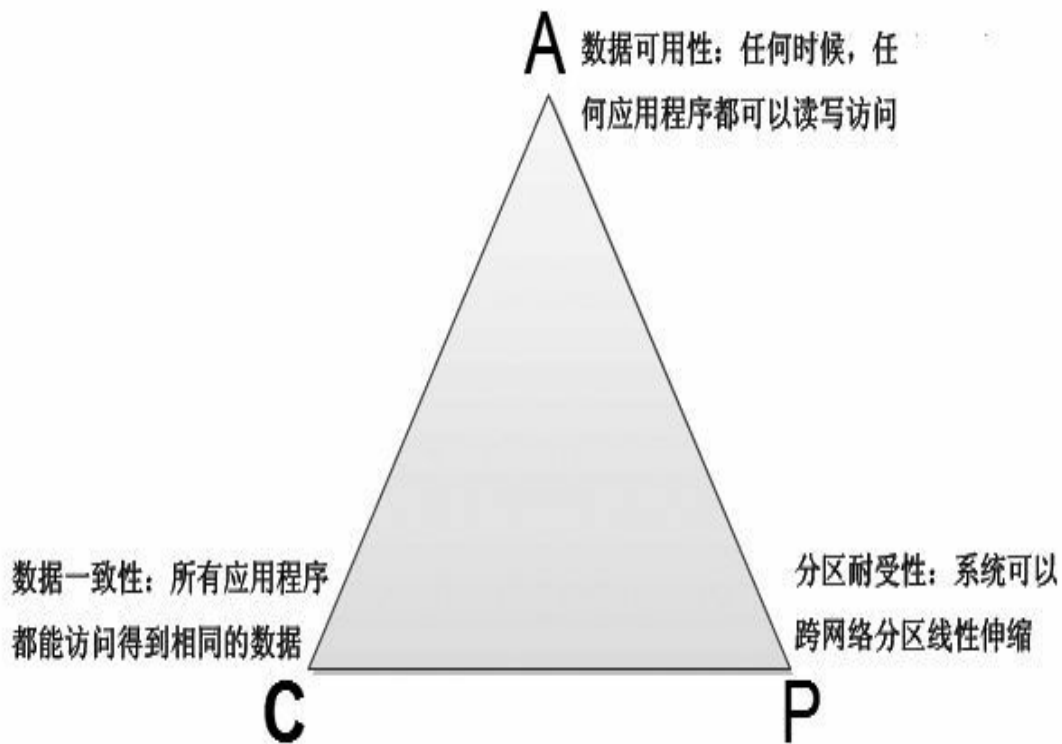 A
数据可用性：任何时候，任
何应用程序都可以读写访问
数据一致性：所有应用程序
都能访问得到相同的数据
分区耐受性：系统可以
跨网络分区线性伸缩
C
P